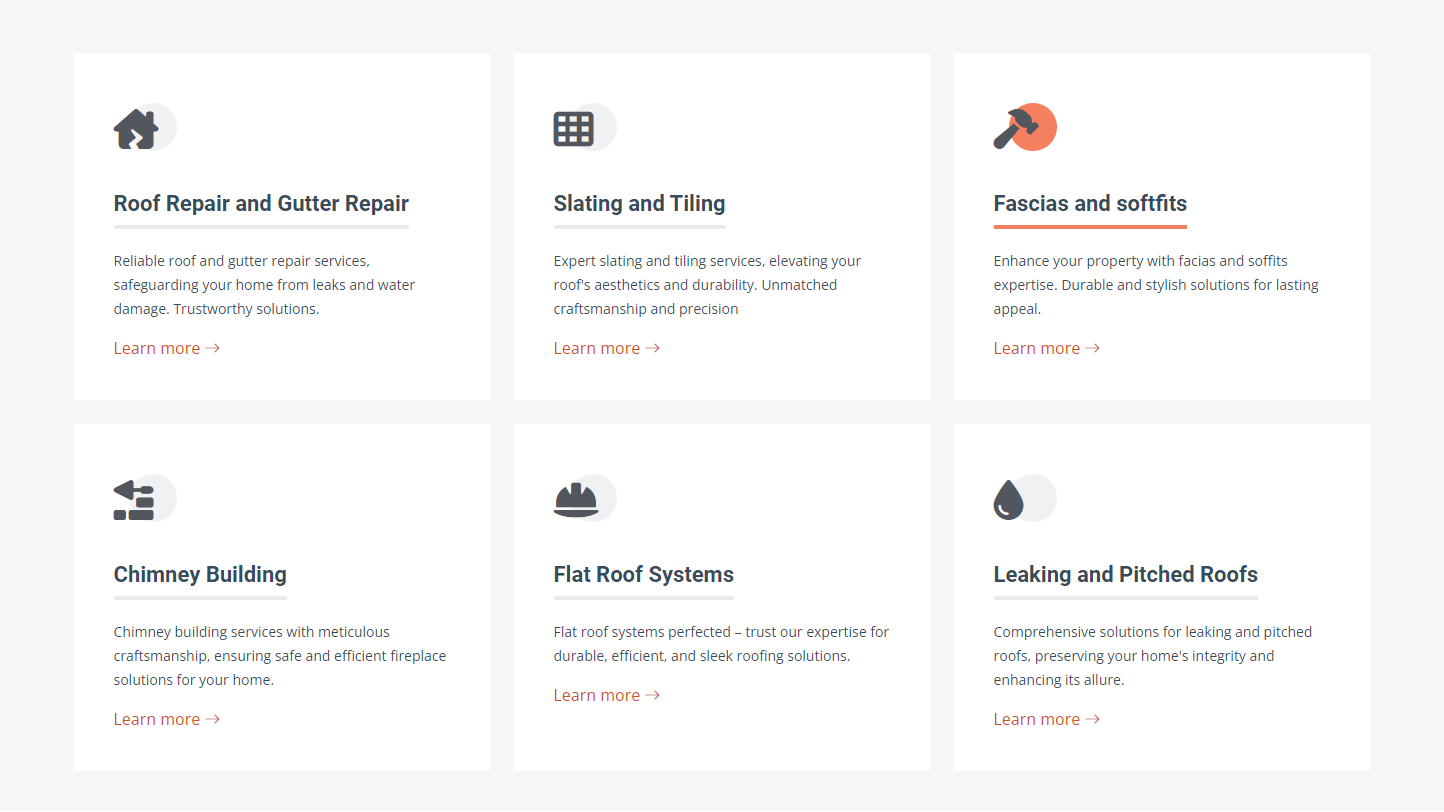 Roof Repair and Gutter Repair
Reliable roof and gutter repair services,
safeguarding your home from leaks and water
damage. Trustworthy solutions.
Learn more →
Slating and Tiling
Expert slating and tiling services, elevating your
roof's aesthetics and durability. Unmatched
craftsmanship and precision
Learn more →
Fascias and softfits
Enhance your property with facias and soffits
expertise. Durable and stylish solutions for lasting
appeal.
Learn more →
Chimney Building
Chimney building services with meticulous
craftsmanship, ensuring safe and efficient fireplace
solutions for your home.
Learn more →
Flat Roof Systems
Flat roof systems perfected – trust our expertise for
durable, efficient, and sleek roofing solutions.
Learn more →
Leaking and Pitched Roofs
Comprehensive solutions for leaking and pitched
roofs, preserving your home's integrity and
enhancing its allure.
Learn more →